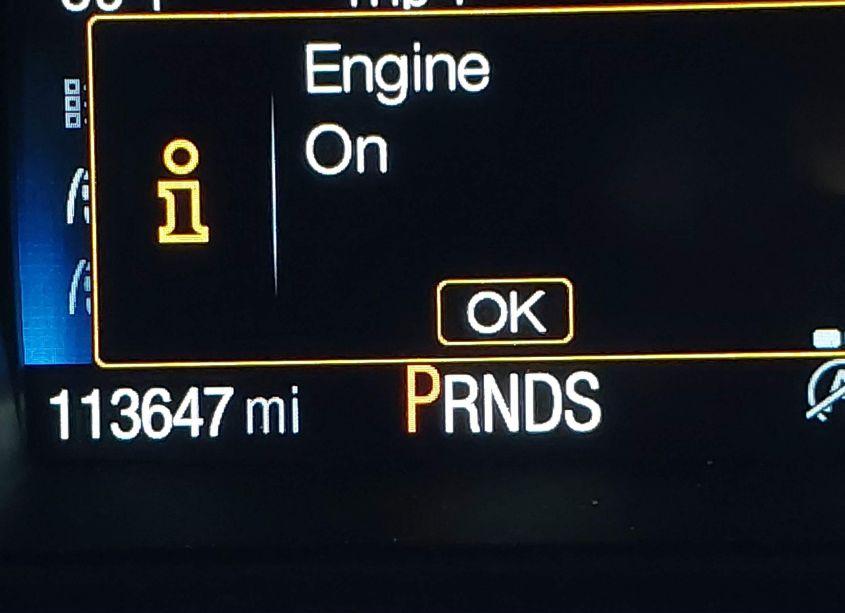 Engine
On
OK
113647 mi PRNDS